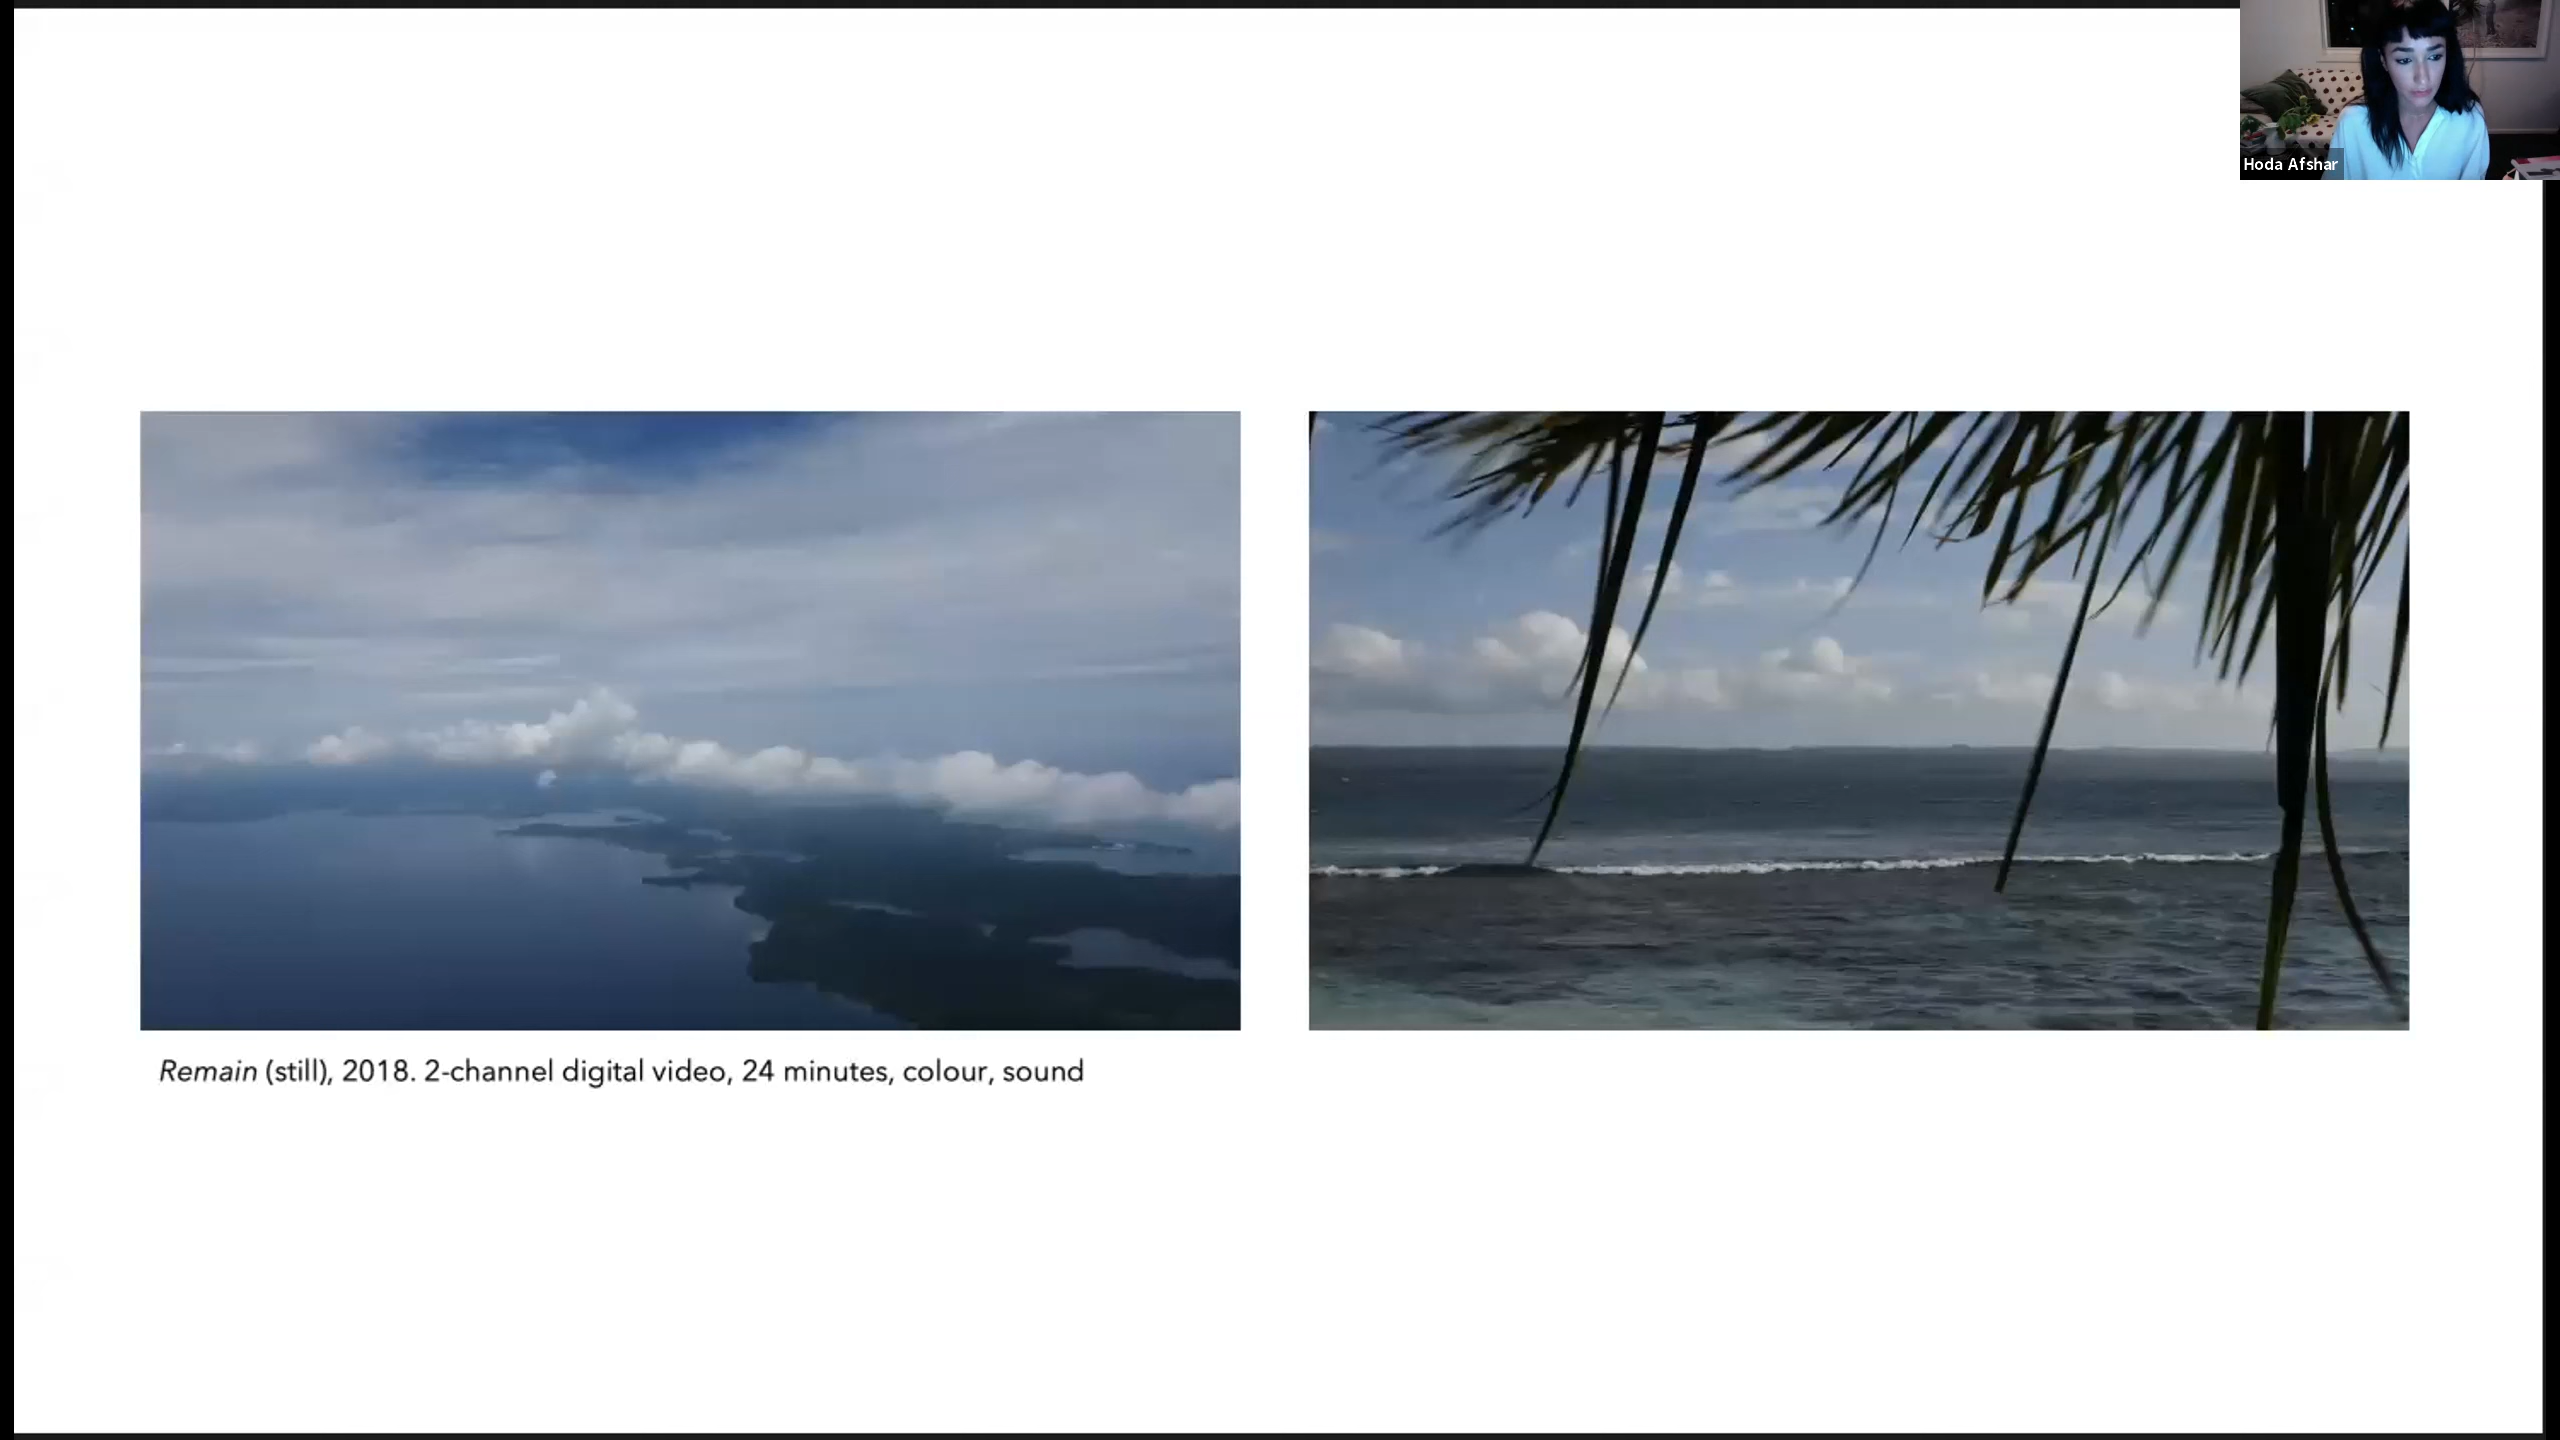 Hoda Afshar
Remain (still), 2018. 2-channel digital video, 24 minutes, colour, sound